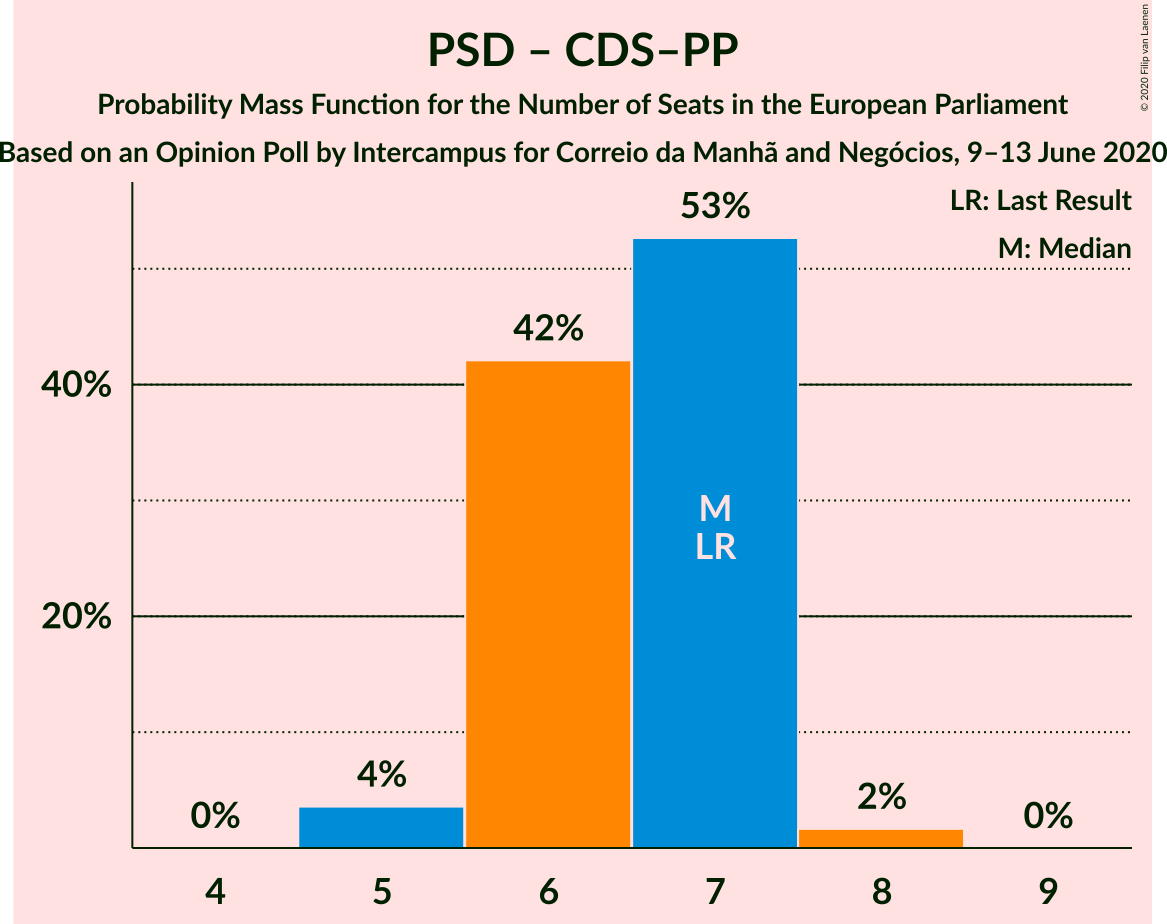 PSD – CDS–PP
Probability Mass Function for the Number of Seats in the European Parliament
Based on an Opinion Poll by Intercampus for Correio da Manhã and Negócios, 9–13 June 2020
© 2020 Filip van Laenen
LR: Last Result
M: Median
53%
42%
40%
M
LR
20%
4%
2%
0%
0%
4 5 6 7 8 9